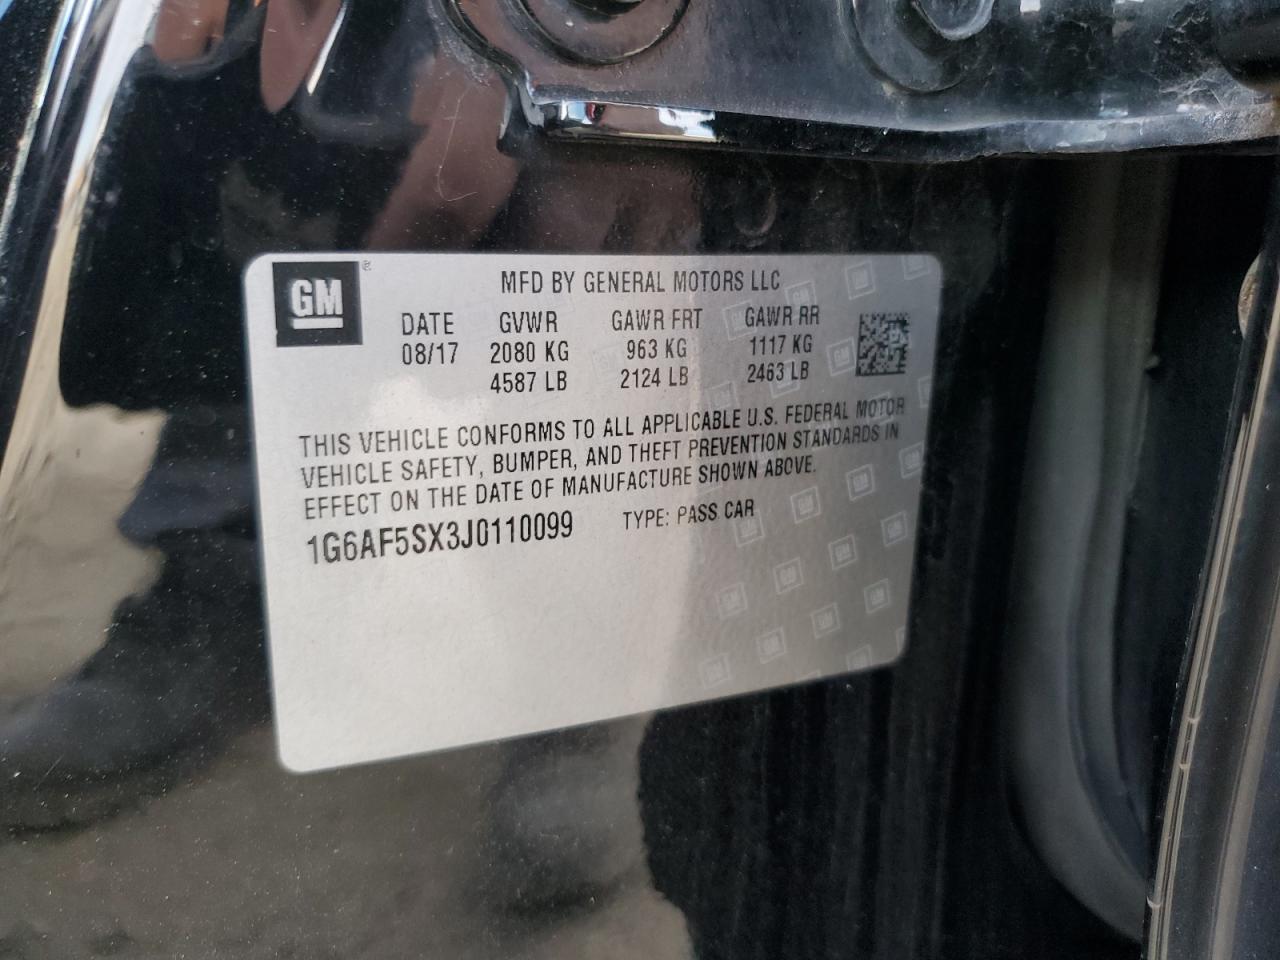 GM
MFD BY GENERAL MOTORS LLC
DATE GVWR GAWR FRT GAWR RR
08/17 2080 KG 963 KG 1117 KG
4587 LB 2124 LB 2463 LB
THIS VEHICLE CONFORMS TO ALL APPLICABLE U.S. FEDERAL MOTOR
VEHICLE SAFETY, BUMPER, AND THEFT PREVENTION STANDARDS IN
EFFECT ON THE DATE OF MANUFACTURE SHOWN ABOVE.
1G6AF5SX3J0110099 TYPE: PASS CAR